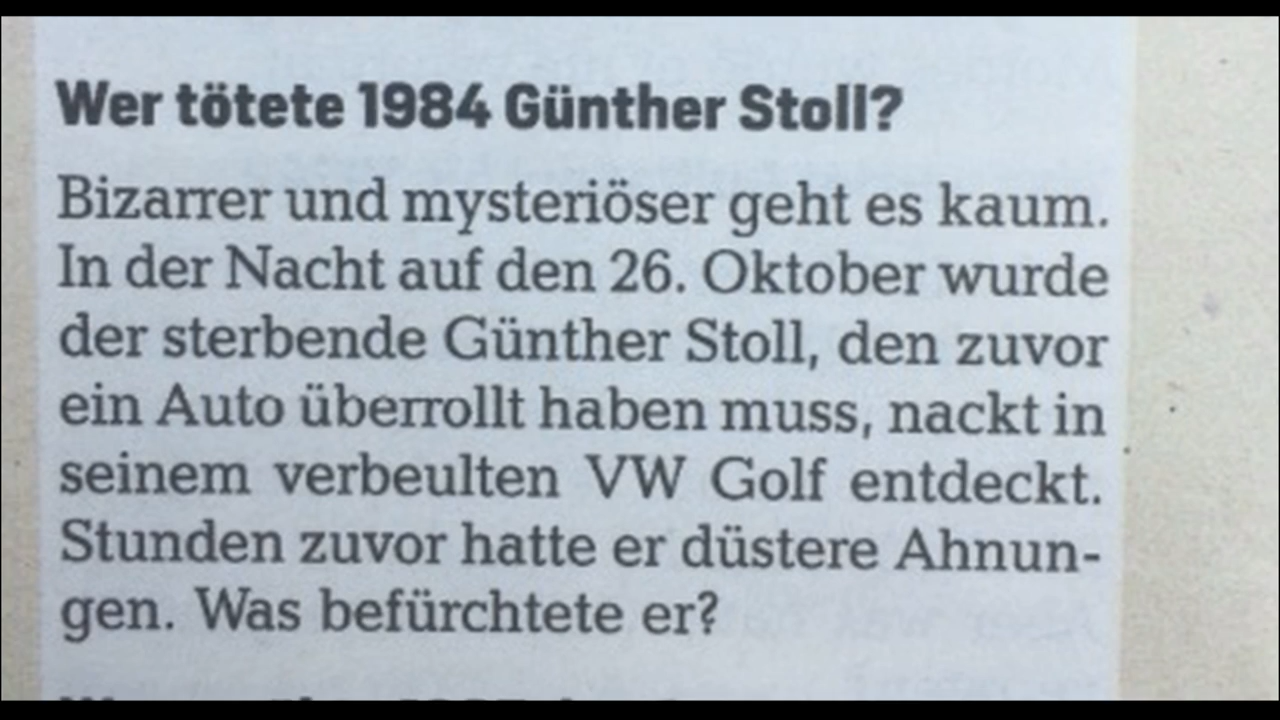 Wer tötete 1984 Günther Stoll?
Bizarrer und mysteriöser geht es kaum.
In der Nacht auf den 26. Oktober wurde
der sterbende Günther Stoll, den zuvor
ein Auto überrollt haben muss, nackt in
seinem verbeulten VW Golf entdeckt.
Stunden zuvor hatte er düstere Ahnun-
gen. Was befürchtete er?